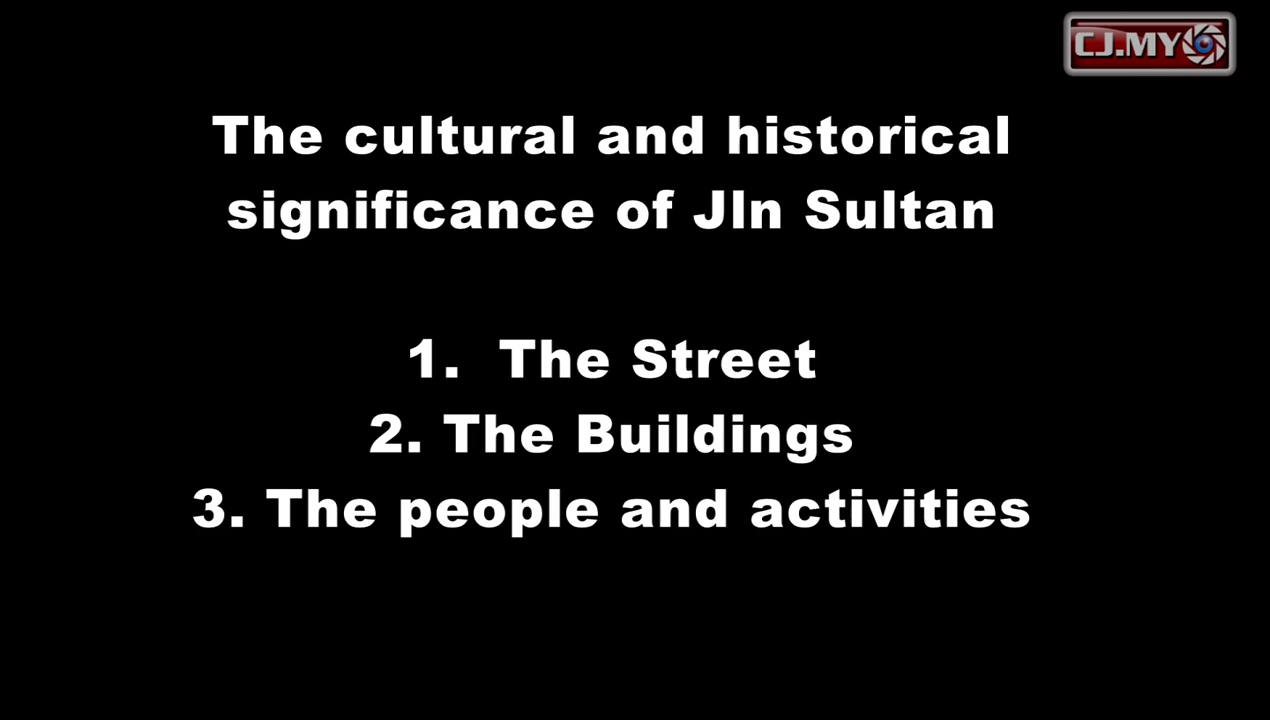 CJ.MY
The cultural and historical
significance of Jln Sultan
1. The Street
2. The Buildings
3. The people and activities